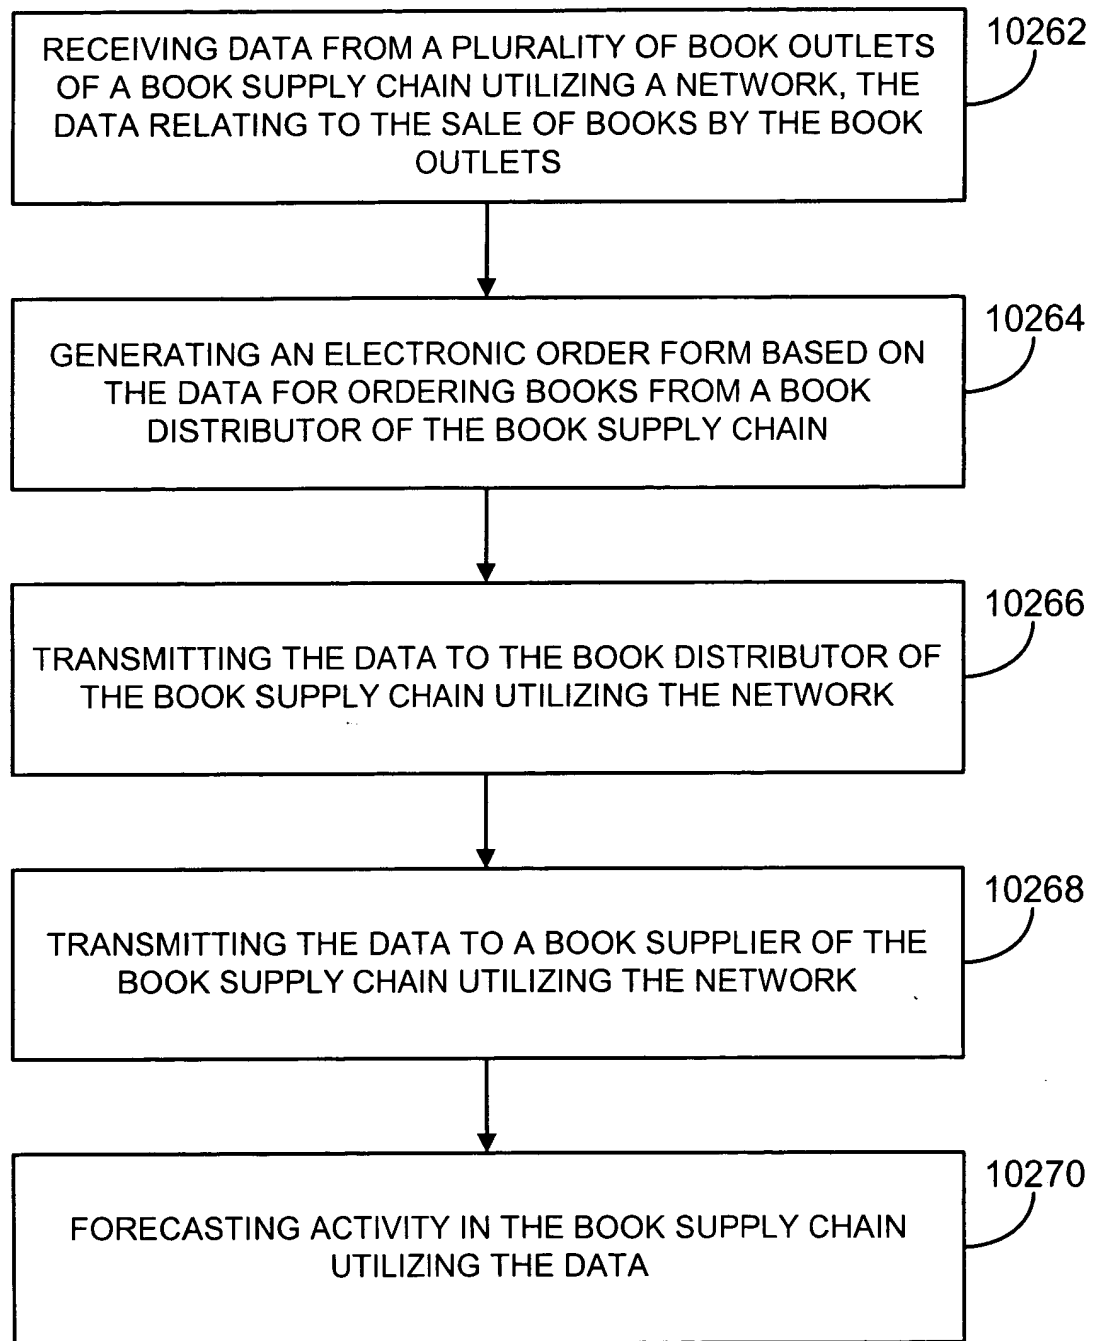 RECEIVING DATA FROM A PLURALITY OF BOOK OUTLETS
OF A BOOK SUPPLY CHAIN UTILIZING A NETWORK, THE
DATA RELATING TO THE SALE OF BOOKS BY THE BOOK
OUTLETS
10262
GENERATING AN ELECTRONIC ORDER FORM BASED ON
THE DATA FOR ORDERING BOOKS FROM A BOOK
DISTRIBUTOR OF THE BOOK SUPPLY CHAIN
10264
TRANSMITTING THE DATA TO THE BOOK DISTRIBUTOR OF
THE BOOK SUPPLY CHAIN UTILIZING THE NETWORK
10266
TRANSMITTING THE DATA TO A BOOK SUPPLIER OF THE
BOOK SUPPLY CHAIN UTILIZING THE NETWORK
10268
FORECASTING ACTIVITY IN THE BOOK SUPPLY CHAIN
UTILIZING THE DATA
10270